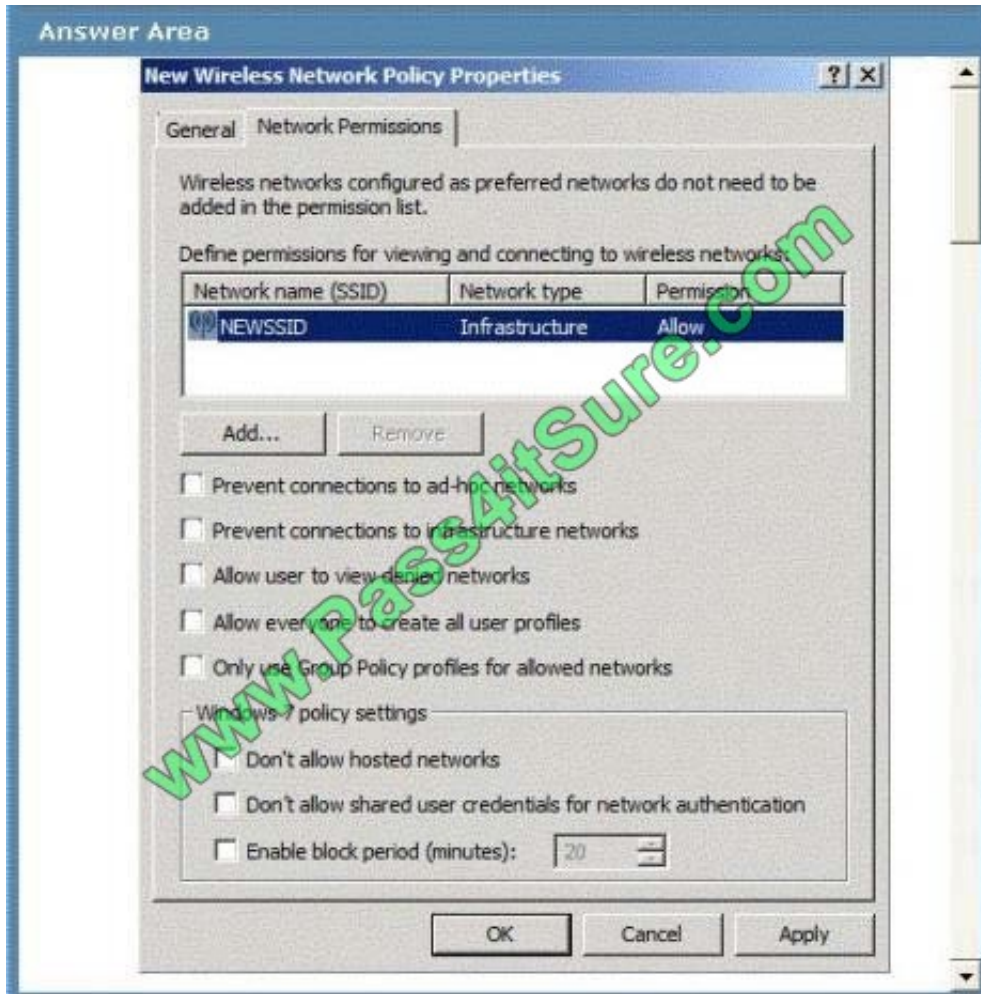 Answer Area
New Wireless Network Policy Properties
General
Network Permissions
Wireless networks configured as preferred networks do not need to be
added in the permission list.
Define permissions for viewing and connecting to wireless networks:
Network name (SSID) Network type Permission
NEWSSID Infrastructure Allow
Add... Remove
Prevent connections to ad-hoc networks
Prevent connections to infrastructure networks
Allow user to view denied networks
Allow everyone to create all user profiles
Only use Group Policy profiles for allowed networks
Windows 7 policy settings
Don't allow hosted networks
Don't allow shared user credentials for network authentication
Enable block period (minutes): 20
OK Cancel Apply
www.Pass4itSure.com